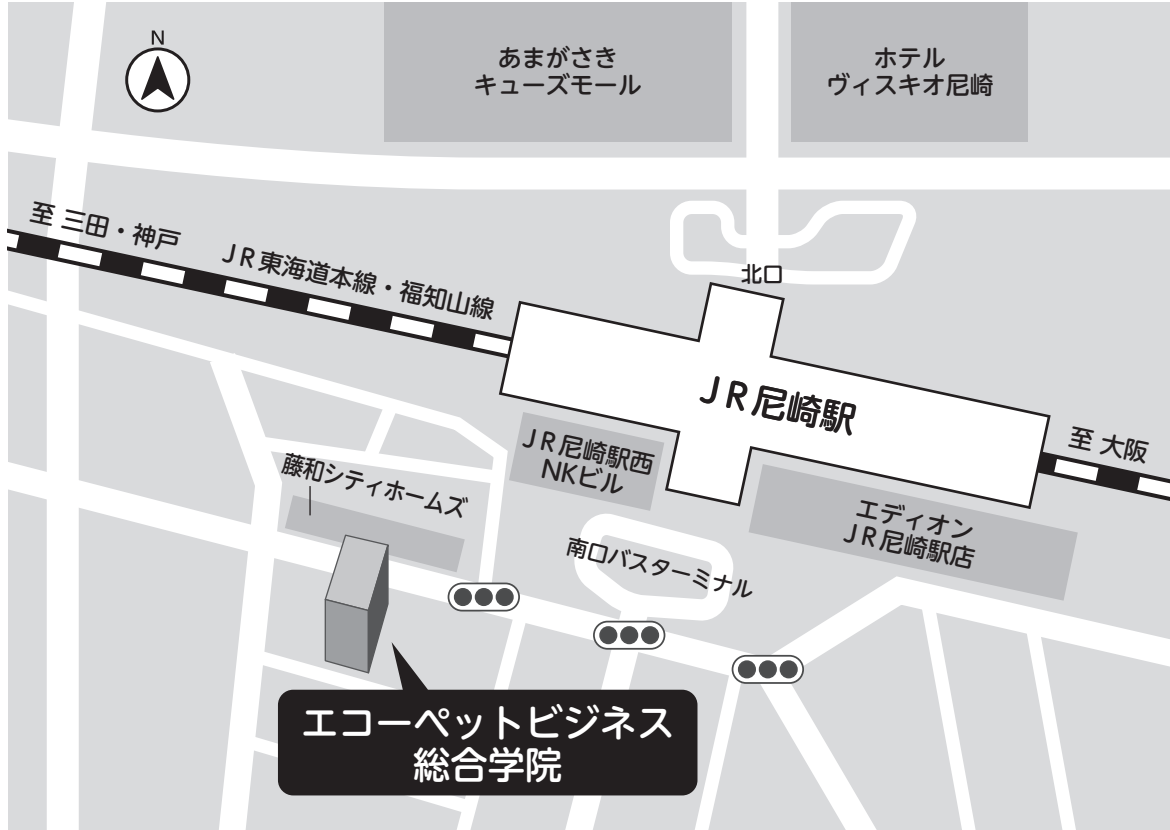 N
あまがさき
キューズモール
ホテル
ヴィスキオ尼崎
至 三田・神戸
JR東海道本線・福知山線
北口
JR尼崎駅
至 大阪
JR尼崎駅西
NKビル
藤和シティホームズ
エディオン
JR尼崎駅店
南口バスターミナル
エコーペットビジネス
総合学院